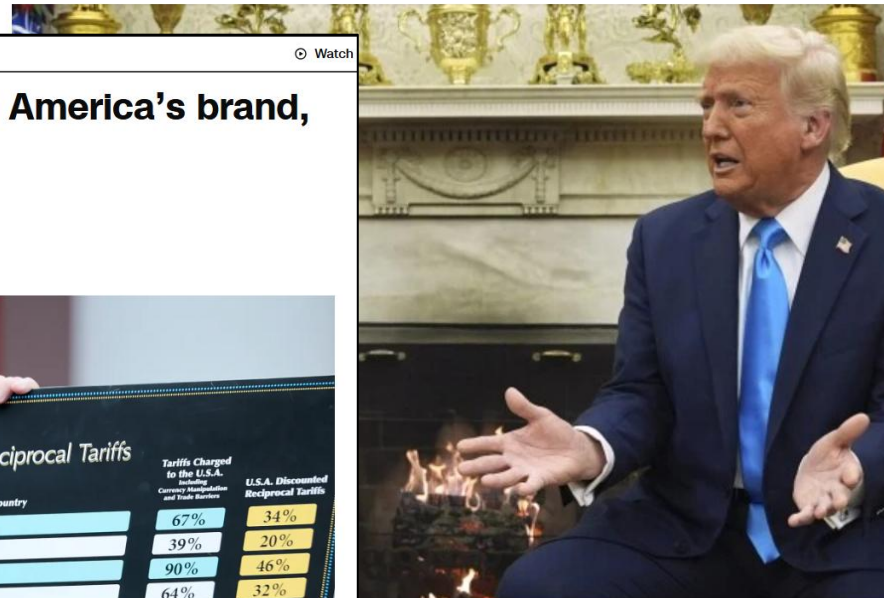 Watch
America's brand,
ciprocal Tariffs
Tariffs Charged
to the U.S.A.
Including
Currency Manipulation
and Trade Barriers
U.S.A. Discounted
Reciprocal Tariffs
ountry
67% 34%
39% 20%
90% 46%
64% 32%